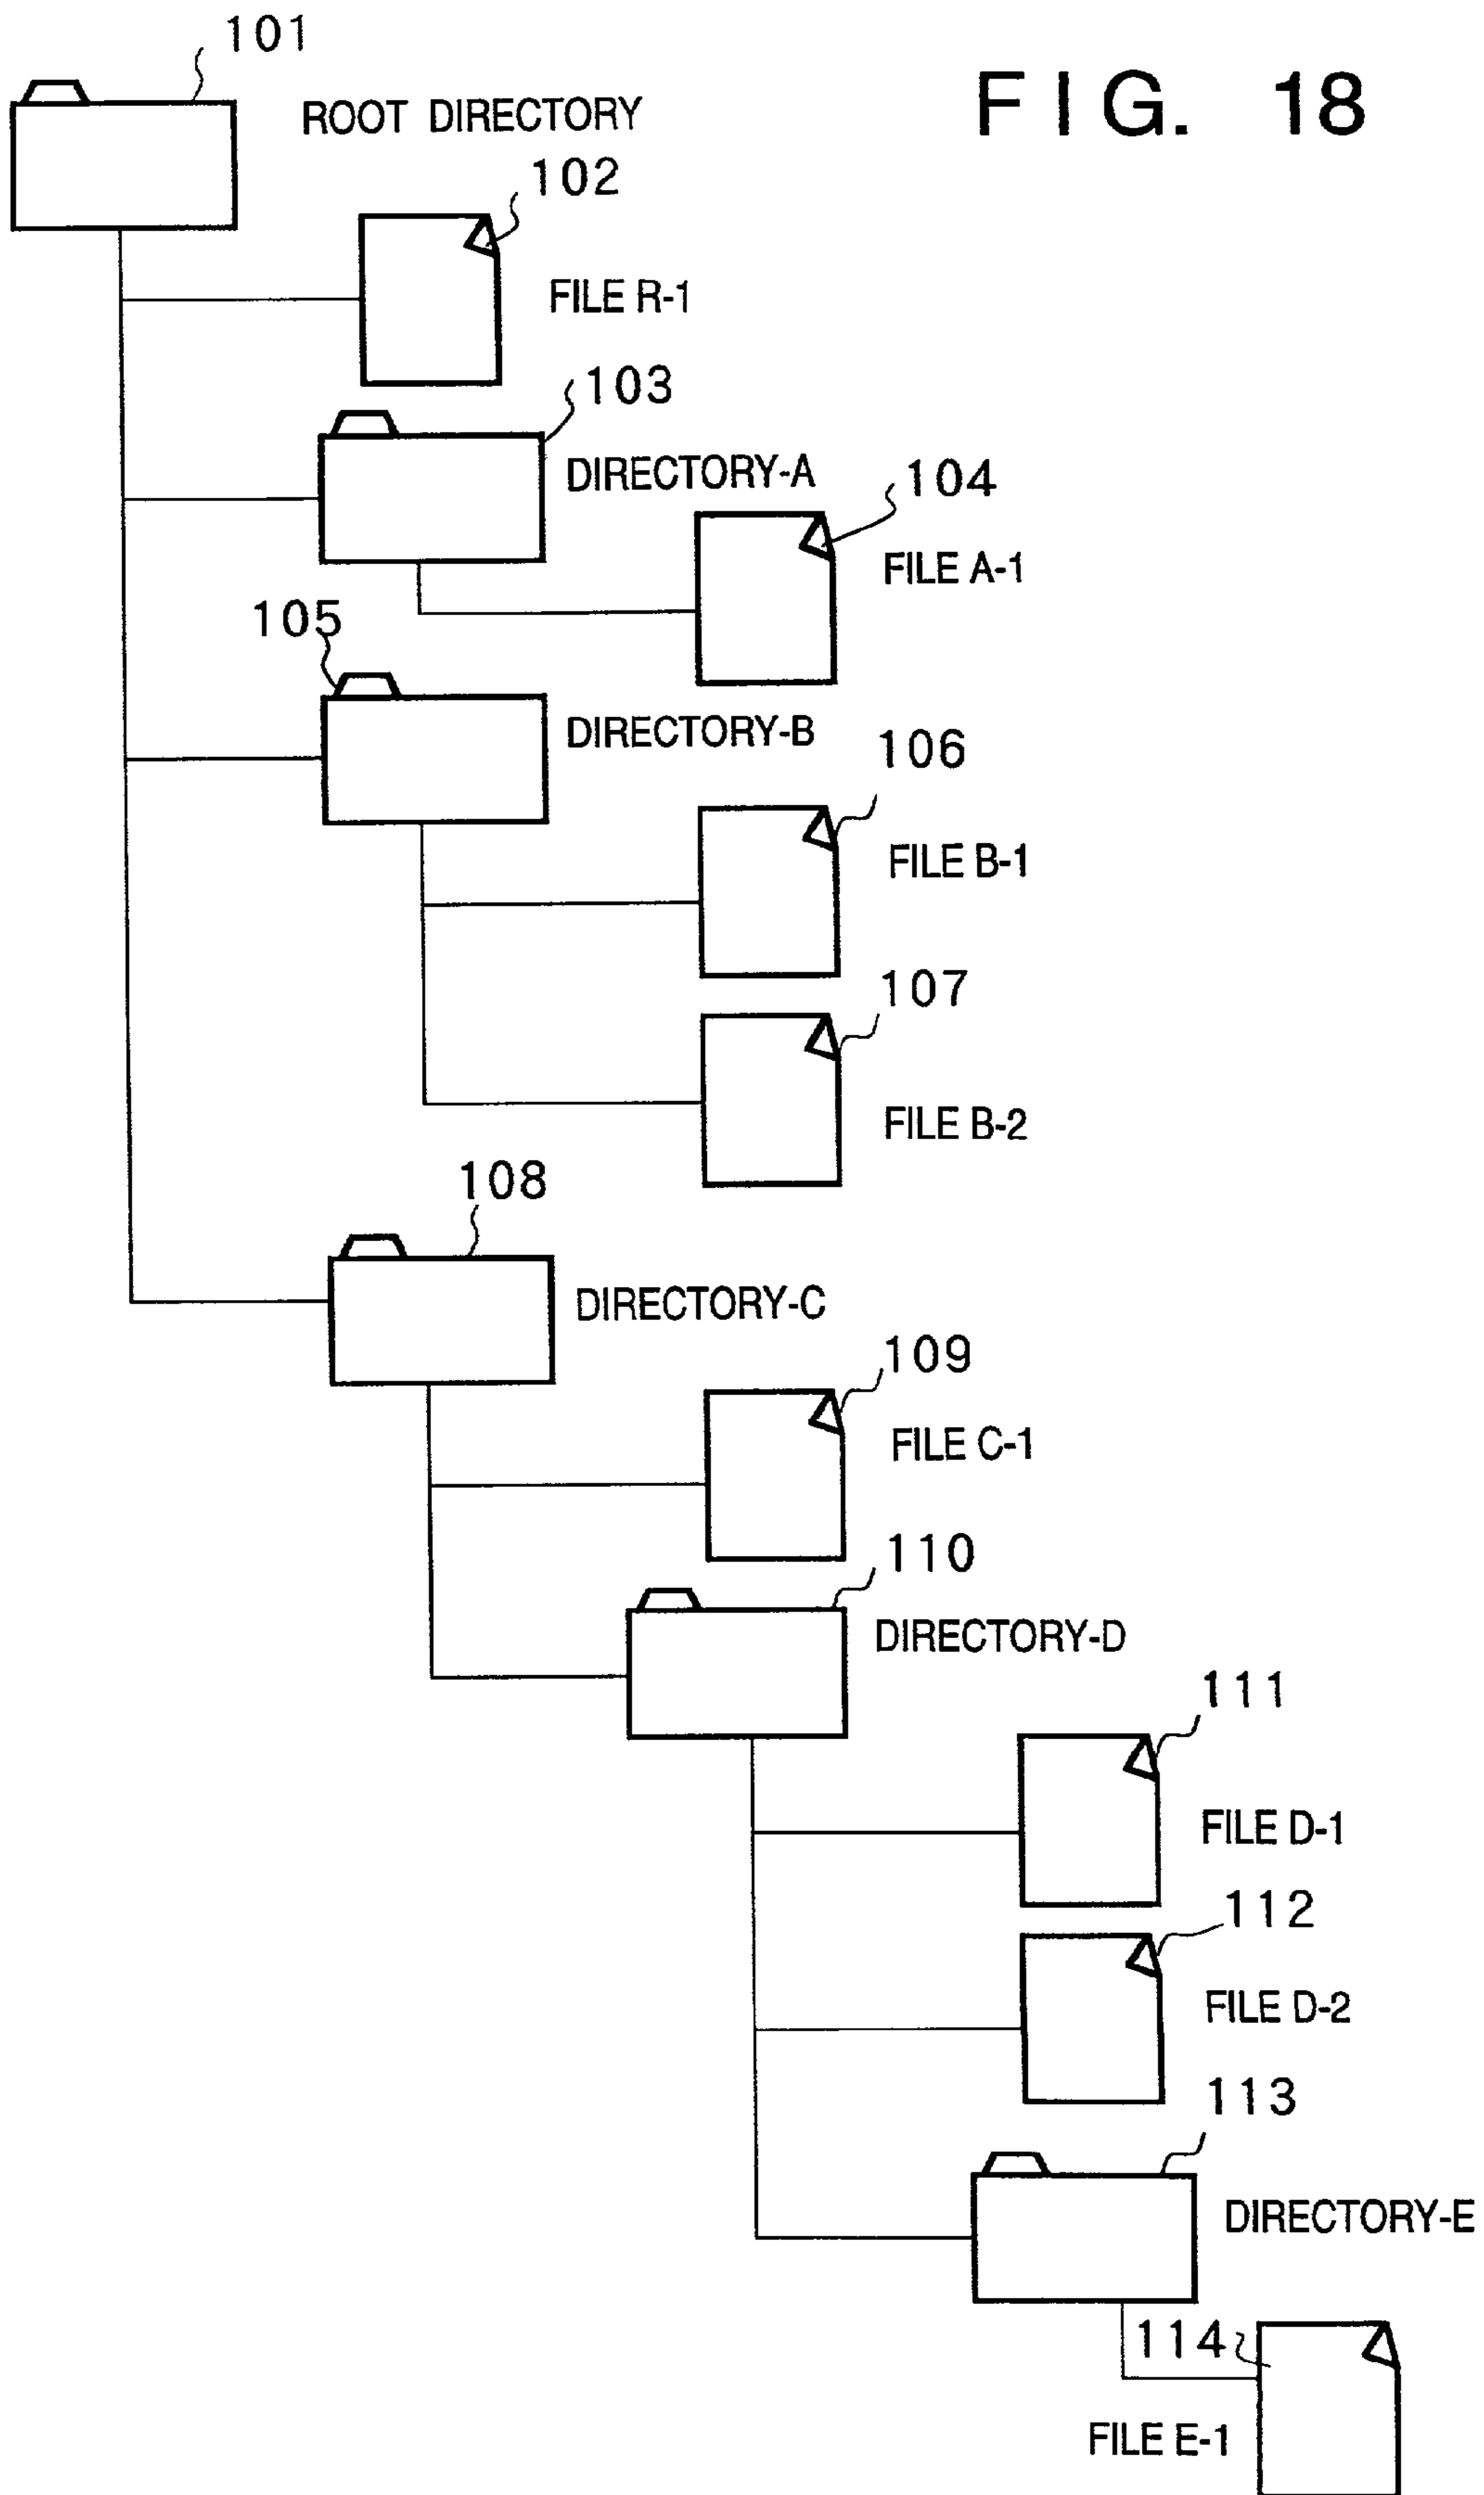 101
FIG. 18
ROOT DIRECTORY
102
FILE R-1
103
DIRECTORY-A
104
FILE A-1
105
DIRECTORY-B
106
FILE B-1
107
FILE B-2
108
DIRECTORY-C
109
FILE C-1
110
DIRECTORY-D
111
FILE D-1
112
FILE D-2
113
DIRECTORY-E
114
FILE E-1